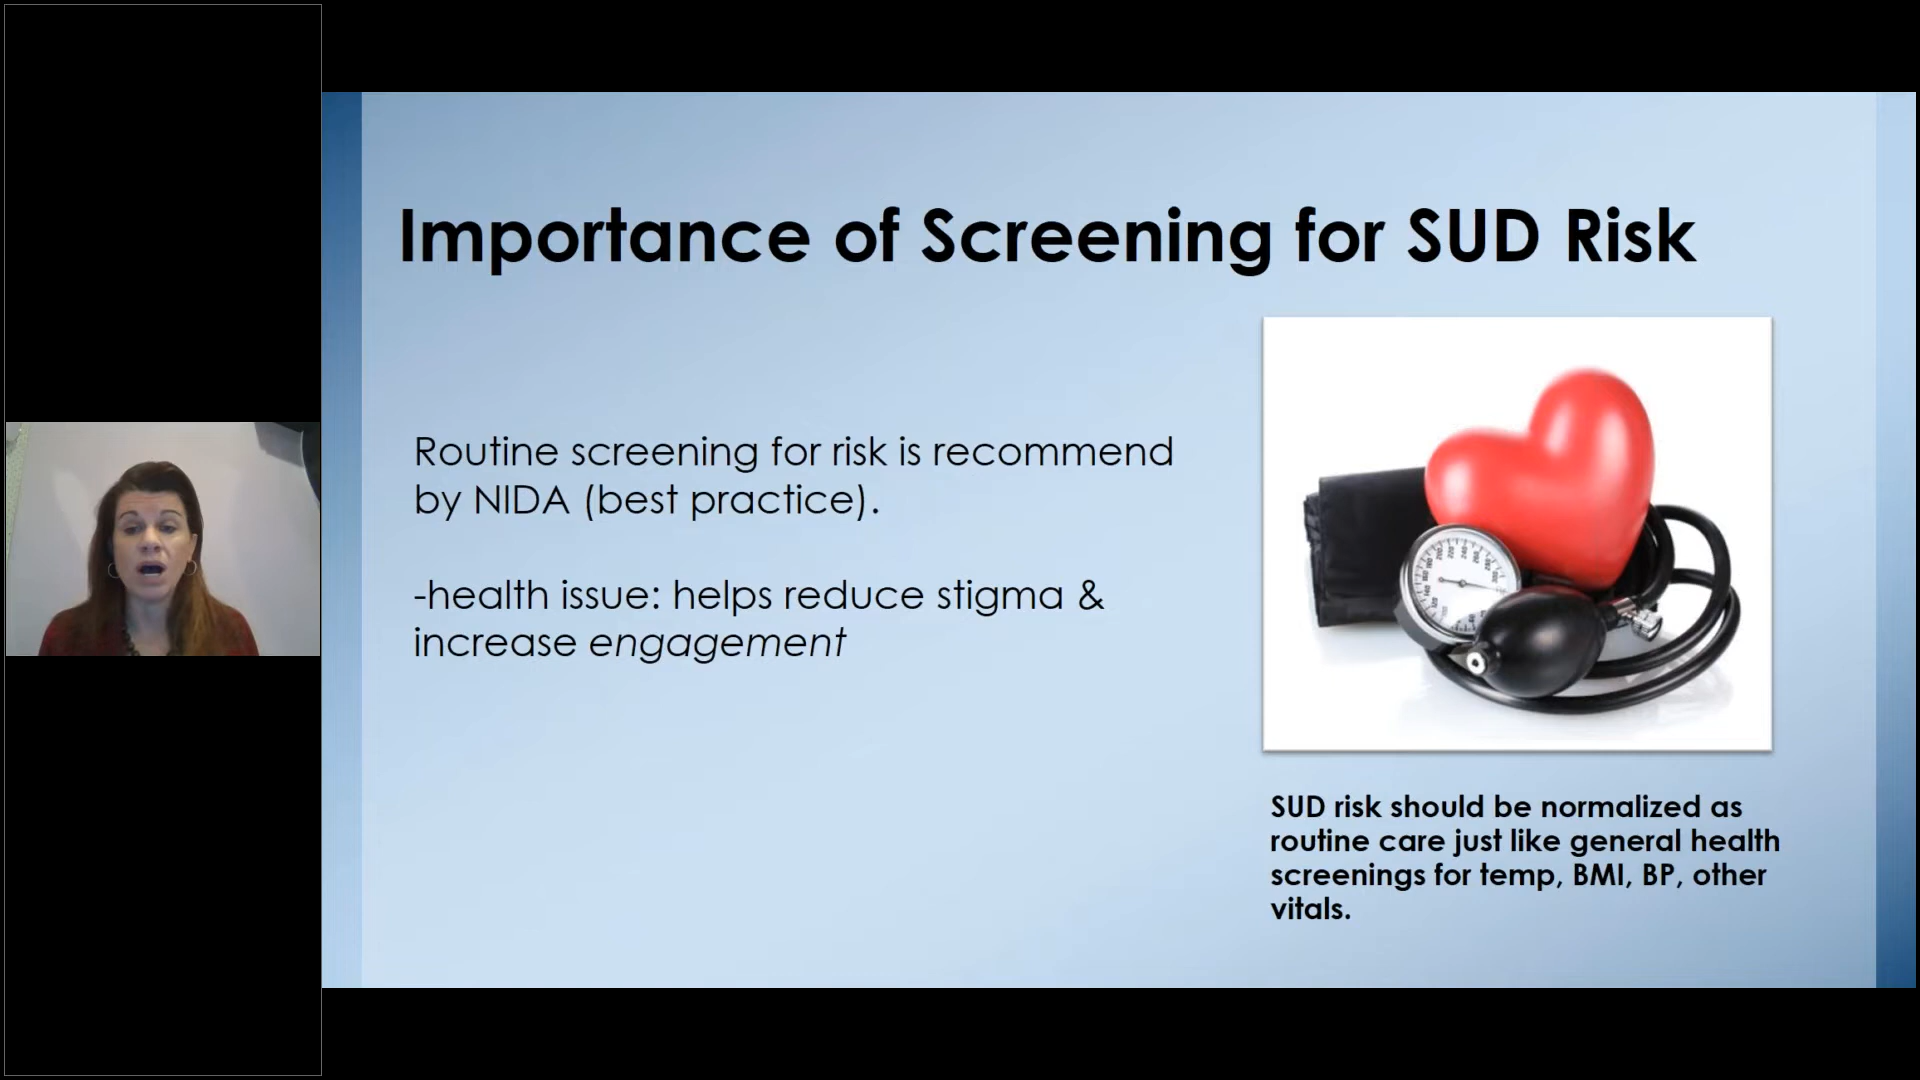 Importance of Screening for SUD Risk
Routine screening for risk is recommend
by NIDA (best practice).
-health issue: helps reduce stigma &
increase engagement
SUD risk should be normalized as
routine care just like general health
screenings for temp, BMI, BP, other
vitals.